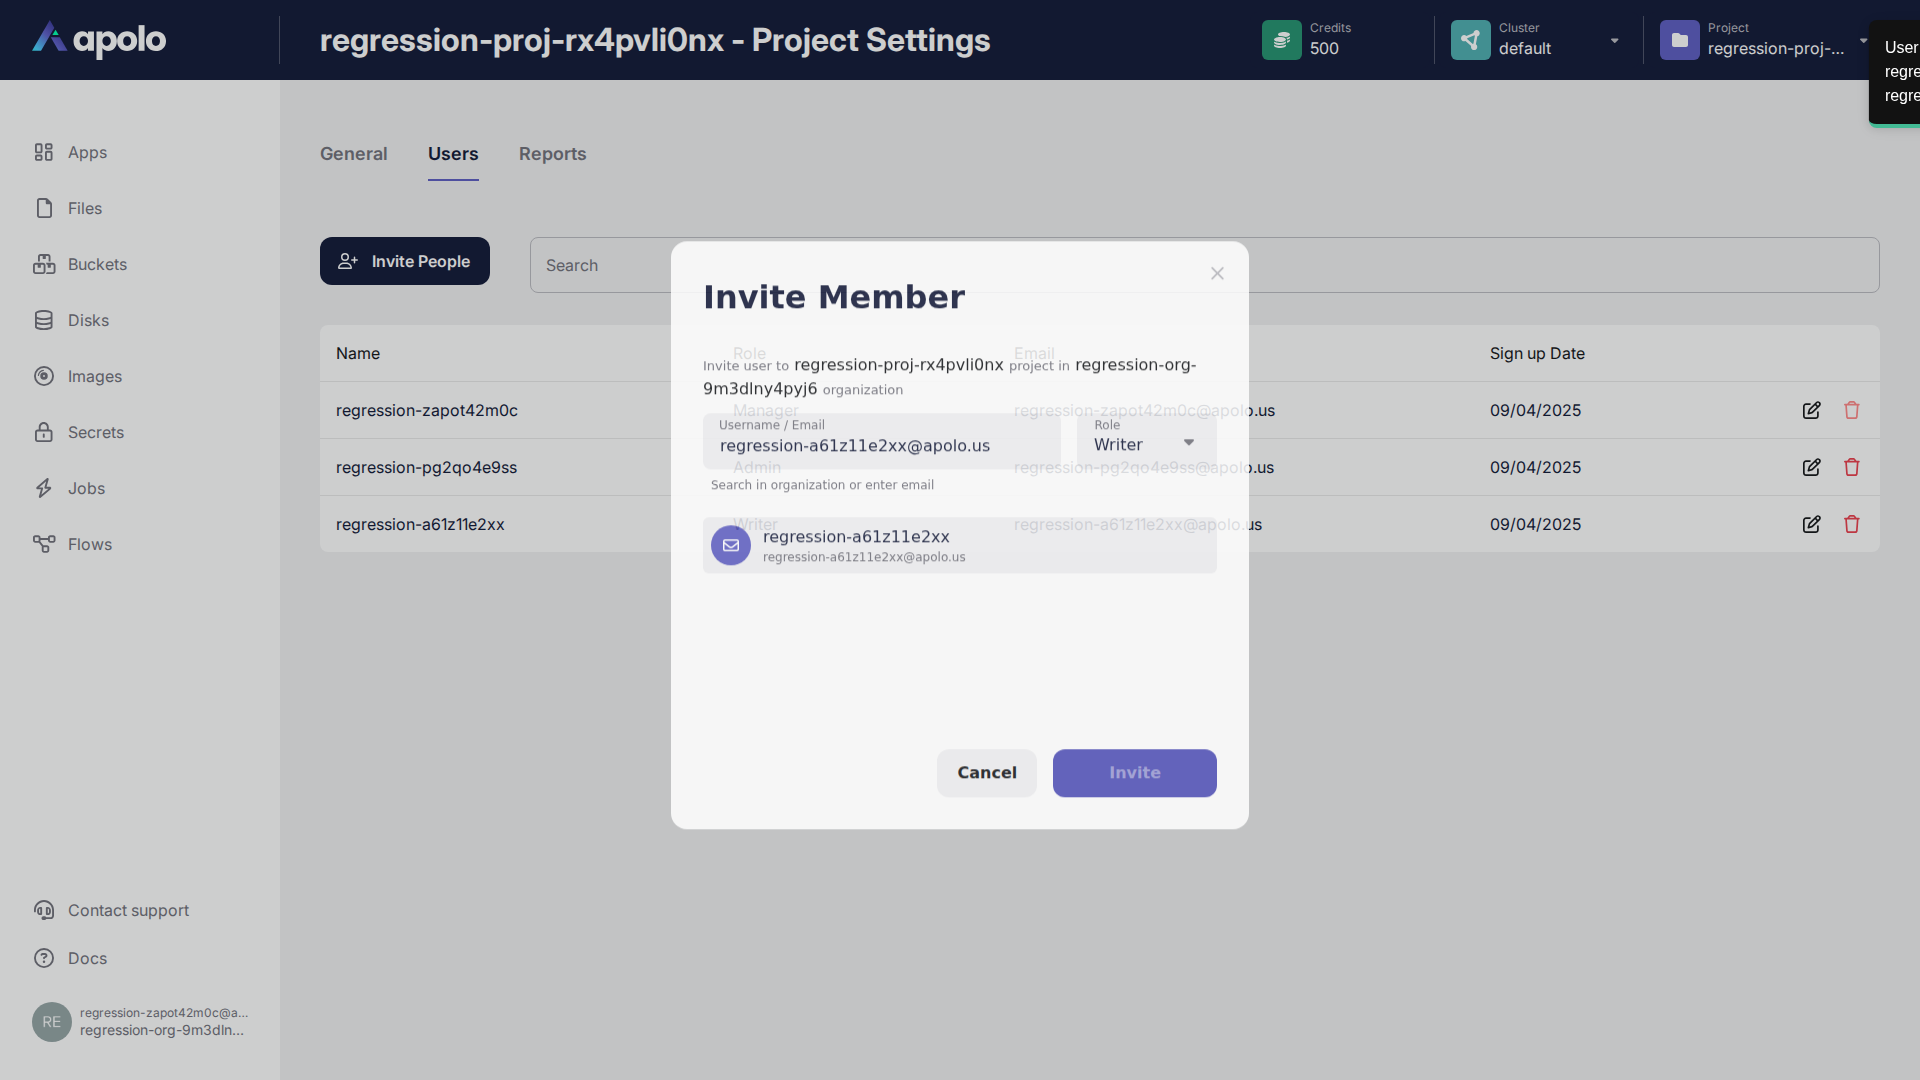 apolo
regression-proj-rx4pvli0nx - Project Settings
Credits
500
Cluster
default
Project
regression-proj-...
User
regre
regre
Apps
Files
Buckets
Disks
Images
Secrets
Jobs
Flows
Contact support
Docs
RE
regression-zapot42m0c@a...
regression-org-9m3dln...
General Users Reports
Invite People
Search
Name Role Email Sign up Date
regression-zapot42m0c Manager regression-zapot42m0c@apolo.us 09/04/2025
regression-pg2qo4e9ss Admin regression-pg2qo4e9ss@apolo.us 09/04/2025
regression-a61z11e2xx Writer regression-a61z11e2xx@apolo.us 09/04/2025
Invite Member
Invite user to regression-proj-rx4pvli0nx project in regression-org-
9m3dlny4pyj6 organization
Username / Email
regression-a61z11e2xx@apolo.us
Role
Writer
Search in organization or enter email
regression-a61z11e2xx
regression-a61z11e2xx@apolo.us
Cancel
Invite